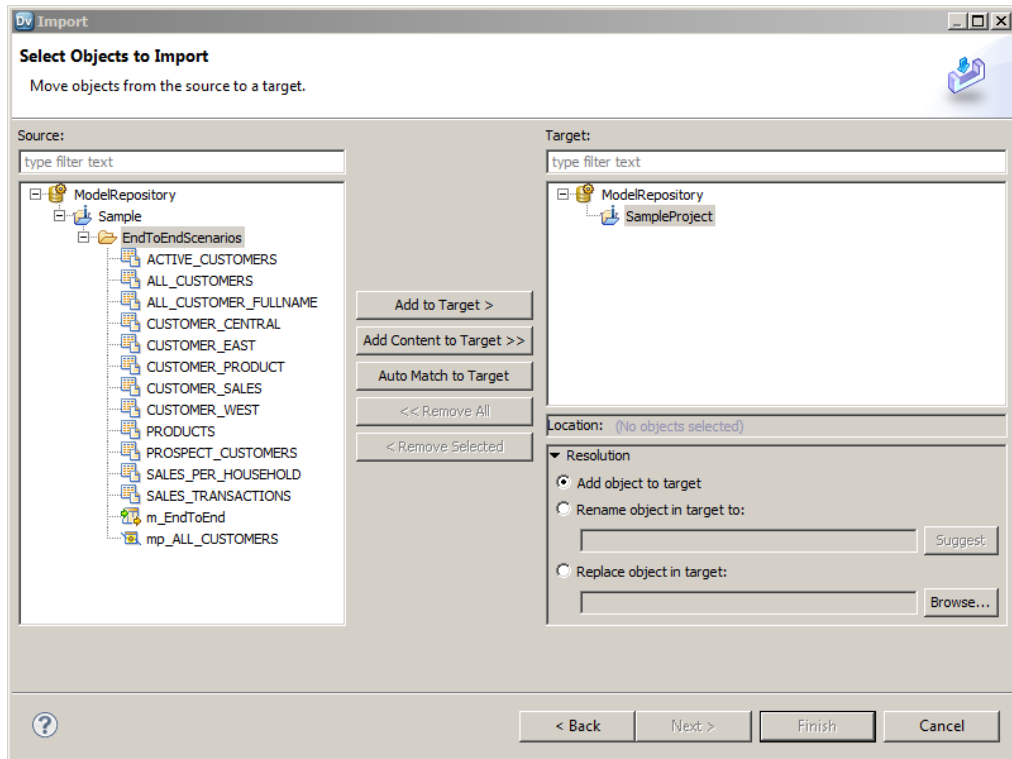 Dv Import
Select Objects to Import
Move objects from the source to a target.
Source:
type filter text
ModelRepository
Sample
EndToEndScenarios
ACTIVE_CUSTOMERS
ALL_CUSTOMERS
ALL_CUSTOMER_FULLNAME
CUSTOMER_CENTRAL
CUSTOMER_EAST
CUSTOMER_PRODUCT
CUSTOMER_SALES
CUSTOMER_WEST
PRODUCTS
PROSPECT_CUSTOMERS
SALES_PER_HOUSEHOLD
SALES_TRANSACTIONS
m_EndToEnd
mp_ALL_CUSTOMERS
Add to Target >
Add Content to Target >>
Auto Match to Target
<< Remove All
< Remove Selected
Target:
type filter text
ModelRepository
SampleProject
Location: (No objects selected)
Resolution
Add object to target
Rename object in target to:
Suggest
Replace object in target:
Browse...
?
< Back
Next >
Finish
Cancel